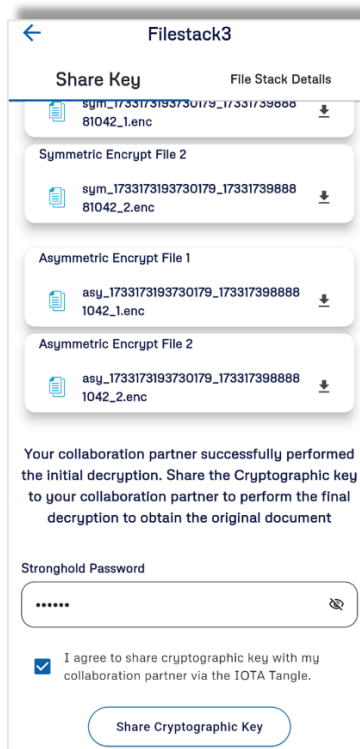 Filestack3
Share Key
File Stack Details
sym_1733173193730179_17331739888
81042_1.enc
Symmetric Encrypt File 2
sym_1733173193730179_17331739888
81042_2.enc
Asymmetric Encrypt File 1
asy_1733173193730179_173317398888
1042_1.enc
Asymmetric Encrypt File 2
asy_1733173193730179_173317398888
1042_2.enc
Your collaboration partner successfully performed
the initial decryption. Share the Cryptographic key
to your collaboration partner to perform the final
decryption to obtain the original document
Stronghold Password
••••••
I agree to share cryptographic key with my
collaboration partner via the IOTA Tangle.
Share Cryptographic Key